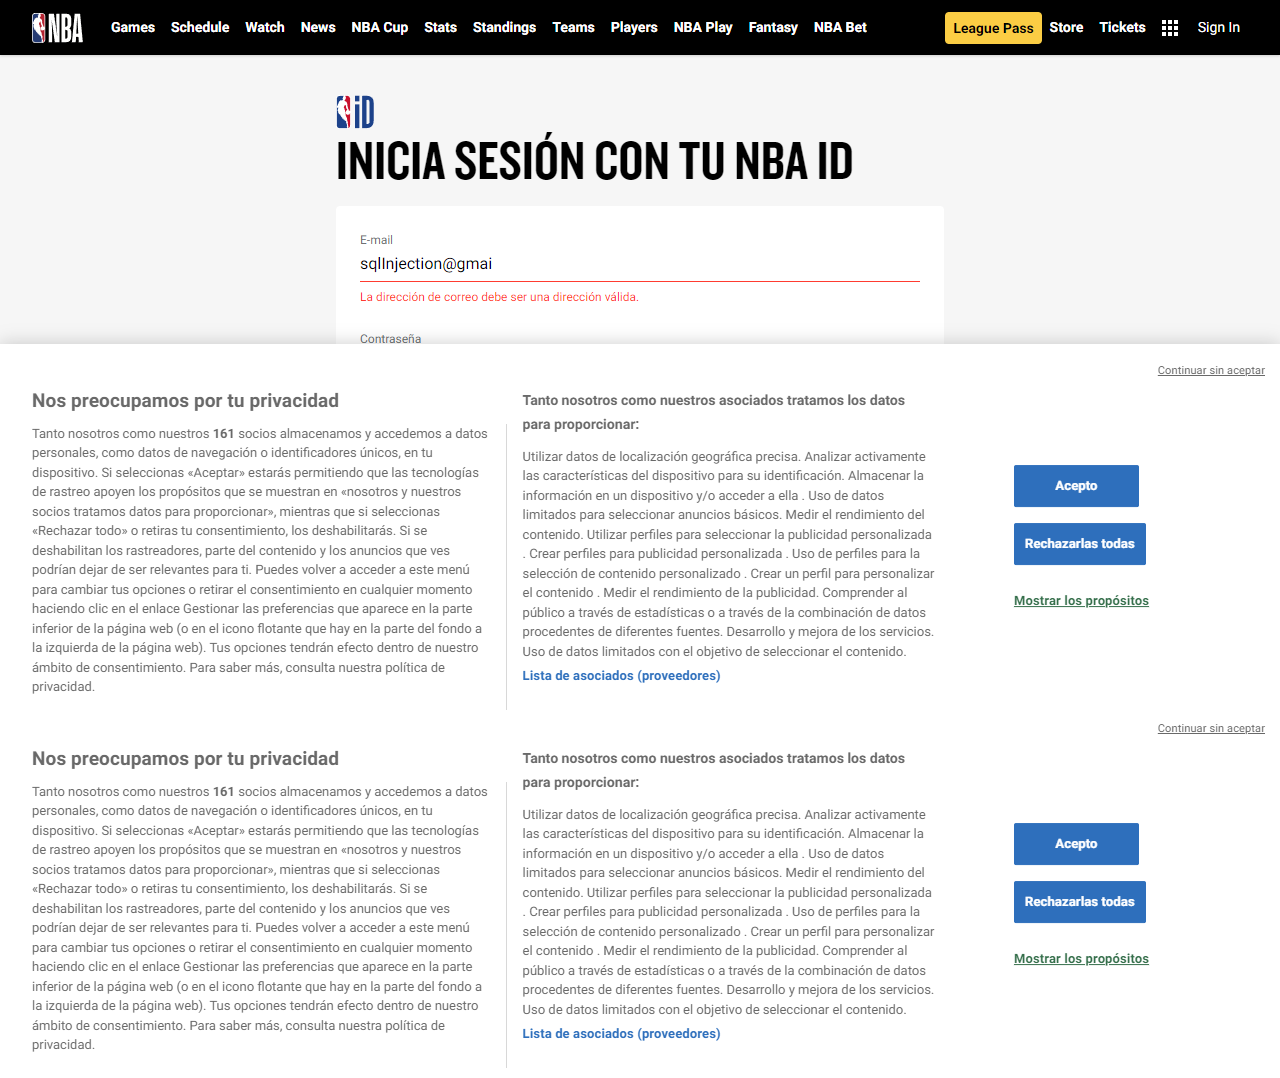 NBA Games Schedule Watch News NBA Cup Stats Standings Teams Players NBA Play Fantasy NBA Bet League Pass Store Tickets Sign In
iD
INICIA SESIÓN CON TU NBA ID
E-mail
sqlInjection@gmai
La dirección de correo debe ser una dirección válida.
Contraseña
Continuar sin aceptar
Nos preocupamos por tu privacidad
Tanto nosotros como nuestros 161 socios almacenamos y accedemos a datos
personales, como datos de navegación o identificadores únicos, en tu
dispositivo. Si seleccionas «Aceptar» estarás permitiendo que las tecnologías
de rastreo apoyen los propósitos que se muestran en «nosotros y nuestros
socios tratamos datos para proporcionar», mientras que si seleccionas
«Rechazar todo» o retiras tu consentimiento, los deshabilitarás. Si se
deshabilitan los rastreadores, parte del contenido y los anuncios que ves
podrían dejar de ser relevantes para ti. Puedes volver a acceder a este menú
para cambiar tus opciones o retirar el consentimiento en cualquier momento
haciendo clic en el enlace Gestionar las preferencias que aparece en la parte
inferior de la página web (o en el icono flotante que hay en la parte del fondo a
la izquierda de la página web). Tus opciones tendrán efecto dentro de nuestro
ámbito de consentimiento. Para saber más, consulta nuestra política de
privacidad.
Tanto nosotros como nuestros asociados tratamos los datos
para proporcionar:
Utilizar datos de localización geográfica precisa. Analizar activamente
las características del dispositivo para su identificación. Almacenar la
información en un dispositivo y/o acceder a ella . Uso de datos
limitados para seleccionar anuncios básicos. Medir el rendimiento del
contenido. Utilizar perfiles para seleccionar la publicidad personalizada
. Crear perfiles para publicidad personalizada . Uso de perfiles para la
selección de contenido personalizado . Crear un perfil para personalizar
el contenido . Medir el rendimiento de la publicidad. Comprender al
público a través de estadísticas o a través de la combinación de datos
procedentes de diferentes fuentes. Desarrollo y mejora de los servicios.
Uso de datos limitados con el objetivo de seleccionar el contenido.
Lista de asociados (proveedores)
Acepto
Rechazarlas todas
Mostrar los propósitos
Continuar sin aceptar
Nos preocupamos por tu privacidad
Tanto nosotros como nuestros 161 socios almacenamos y accedemos a datos
personales, como datos de navegación o identificadores únicos, en tu
dispositivo. Si seleccionas «Aceptar» estarás permitiendo que las tecnologías
de rastreo apoyen los propósitos que se muestran en «nosotros y nuestros
socios tratamos datos para proporcionar», mientras que si seleccionas
«Rechazar todo» o retiras tu consentimiento, los deshabilitarás. Si se
deshabilitan los rastreadores, parte del contenido y los anuncios que ves
podrían dejar de ser relevantes para ti. Puedes volver a acceder a este menú
para cambiar tus opciones o retirar el consentimiento en cualquier momento
haciendo clic en el enlace Gestionar las preferencias que aparece en la parte
inferior de la página web (o en el icono flotante que hay en la parte del fondo a
la izquierda de la página web). Tus opciones tendrán efecto dentro de nuestro
ámbito de consentimiento. Para saber más, consulta nuestra política de
privacidad.
Tanto nosotros como nuestros asociados tratamos los datos
para proporcionar:
Utilizar datos de localización geográfica precisa. Analizar activamente
las características del dispositivo para su identificación. Almacenar la
información en un dispositivo y/o acceder a ella . Uso de datos
limitados para seleccionar anuncios básicos. Medir el rendimiento del
contenido. Utilizar perfiles para seleccionar la publicidad personalizada
. Crear perfiles para publicidad personalizada . Uso de perfiles para la
selección de contenido personalizado . Crear un perfil para personalizar
el contenido . Medir el rendimiento de la publicidad. Comprender al
público a través de estadísticas o a través de la combinación de datos
procedentes de diferentes fuentes. Desarrollo y mejora de los servicios.
Uso de datos limitados con el objetivo de seleccionar el contenido.
Lista de asociados (proveedores)
Acepto
Rechazarlas todas
Mostrar los propósitos